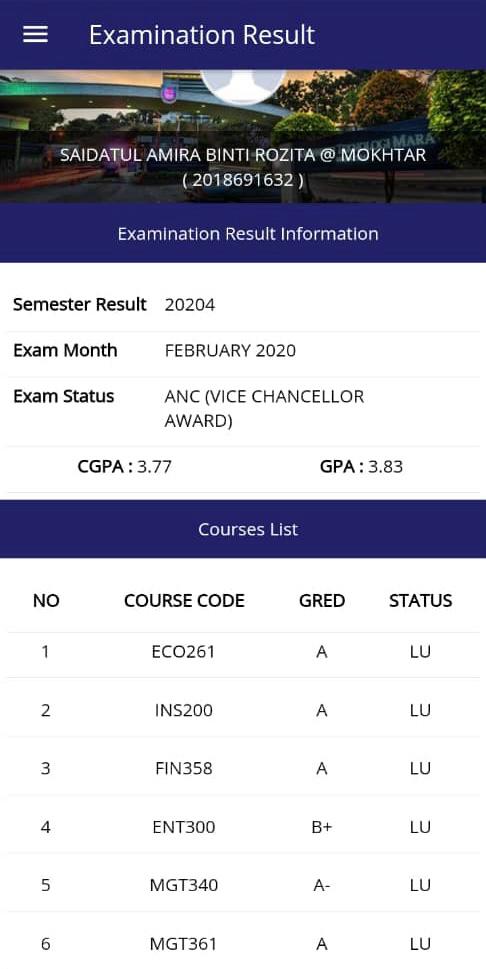 Examination Result
MARA
SAIDATUL AMIRA BINTI ROZITA @ MOKHTAR
( 2018691632 )
Examination Result Information
Semester Result 20204
Exam Month FEBRUARY 2020
Exam Status ANC (VICE CHANCELLOR
AWARD)
CGPA : 3.77 GPA : 3.83
Courses List
NO COURSE CODE GRED STATUS
1 ECO261 A LU
2 INS200 A LU
3 FIN358 A LU
4 ENT300 B+ LU
5 MGT340 A- LU
6 MGT361 A LU